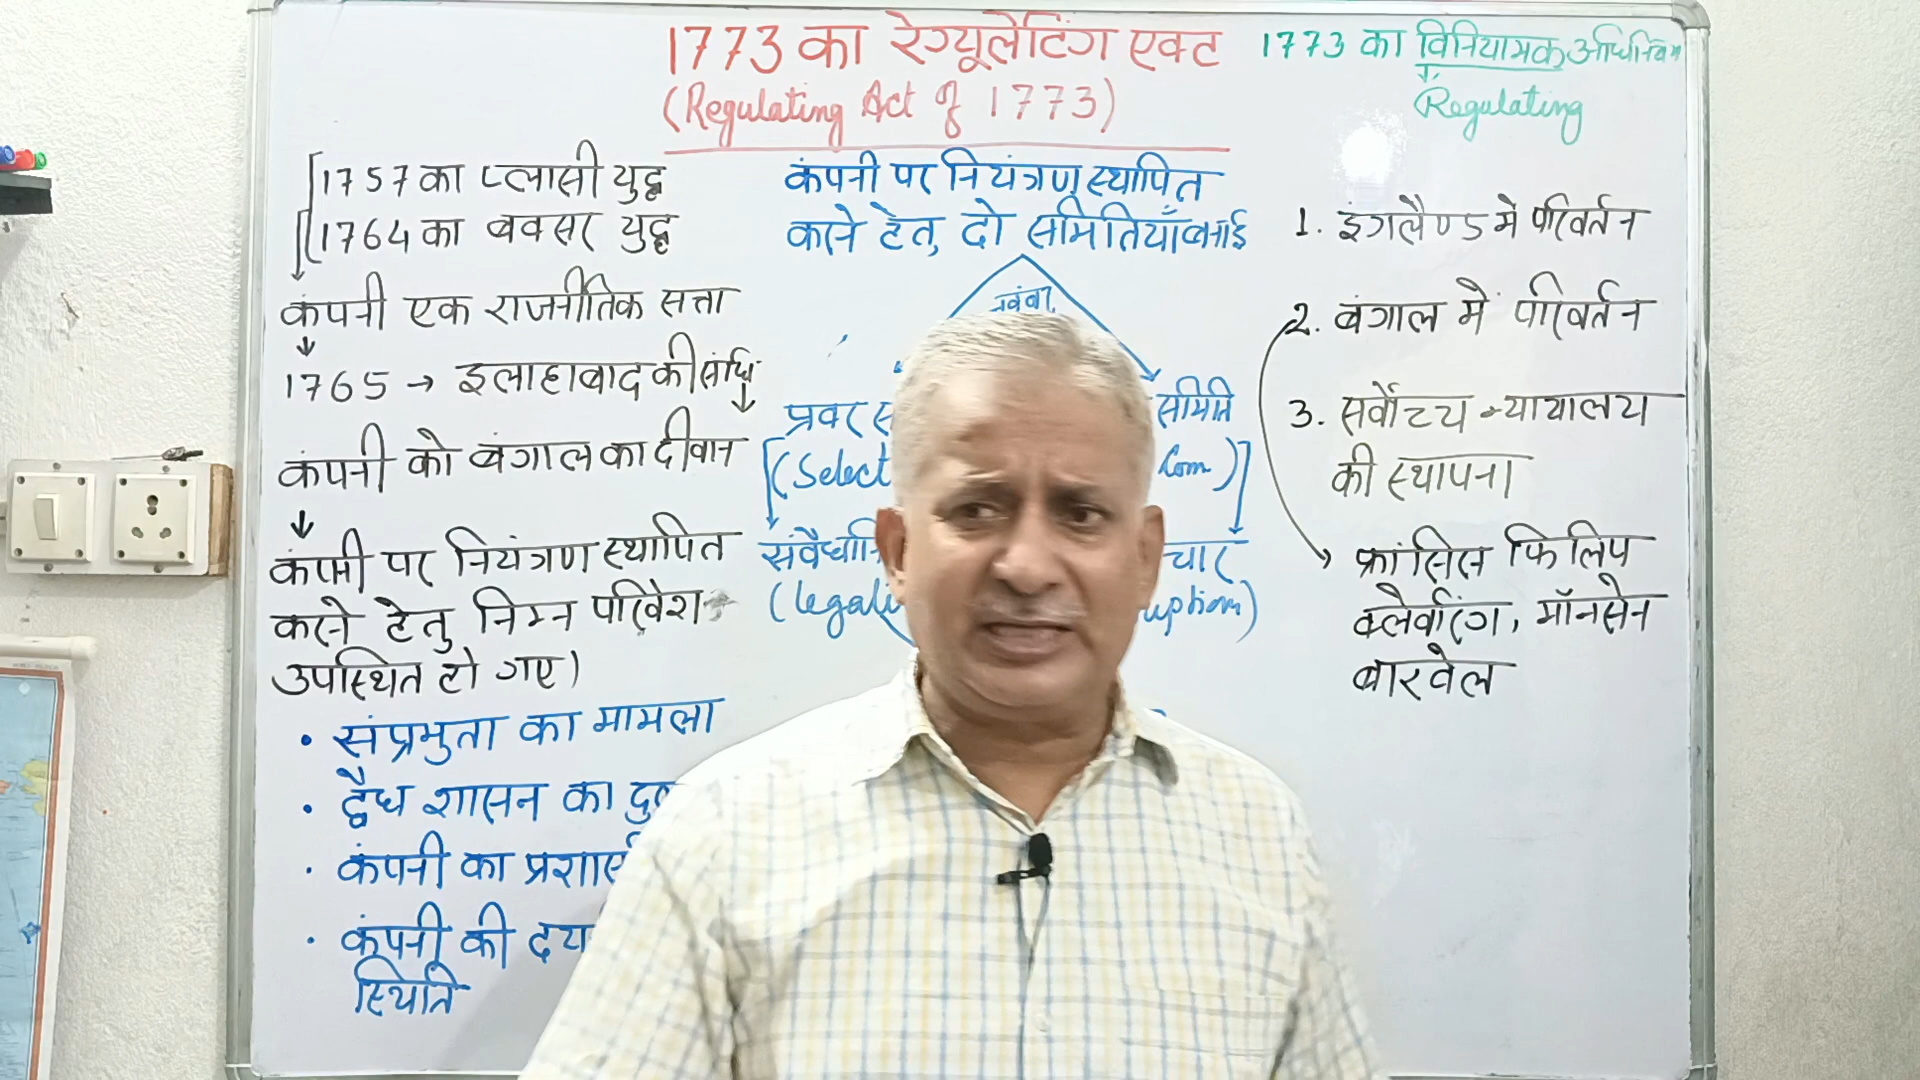 1773 का रेग्यूलेटिंग एक्ट
(Regulating Act of 1773)
1773 का विनियामक अधिनियम
Regulating
1757 का प्लासी युद्ध
1764 का बक्सर युद्ध
कंपनी एक राजनीतिक सत्ता
1765 → इलाहाबाद की संधि
कंपनी को बंगाल का दीवान
कंपनी पर नियंत्रण स्थापित
करने हेतु निम्न परिवेश
उपस्थित हो गए)
• संप्रभुता का मामला
• द्वैध शासन का
• कंपनी का
• कंपनी की
स्थिति
कंपनी पर नियंत्रण स्थापित
करने हेतु दो समितियाँ बनाई
प्रवर
समिति
(Select
Com)
(legal
1. इंगलैण्ड मे परिवर्तन
2. बंगाल में परिवर्तन
3. सर्वोच्च न्यायालय
की स्थापना
फ्रांसिस फिलिप
क्लेवरिंग, मॉनसेन
बारवेल